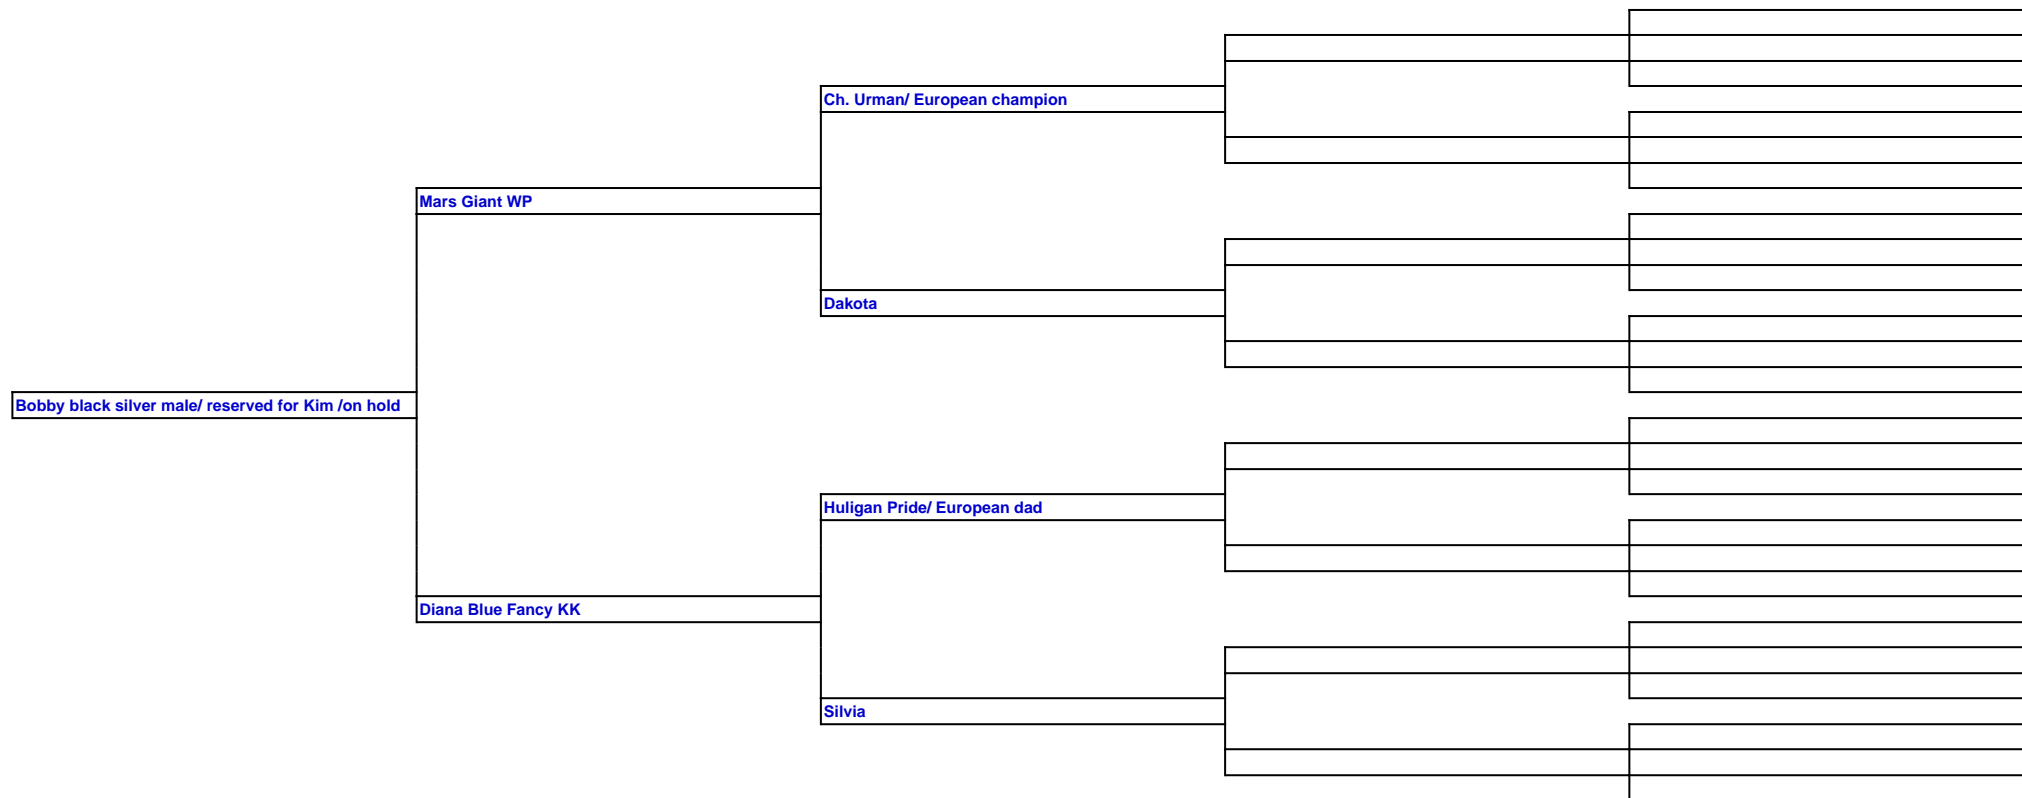 Ch. Urman/ European champion
Mars Giant WP
Dakota
Bobby black silver male/ reserved for Kim /on hold
Huligan Pride/ European dad
Diana Blue Fancy KK
Silvia